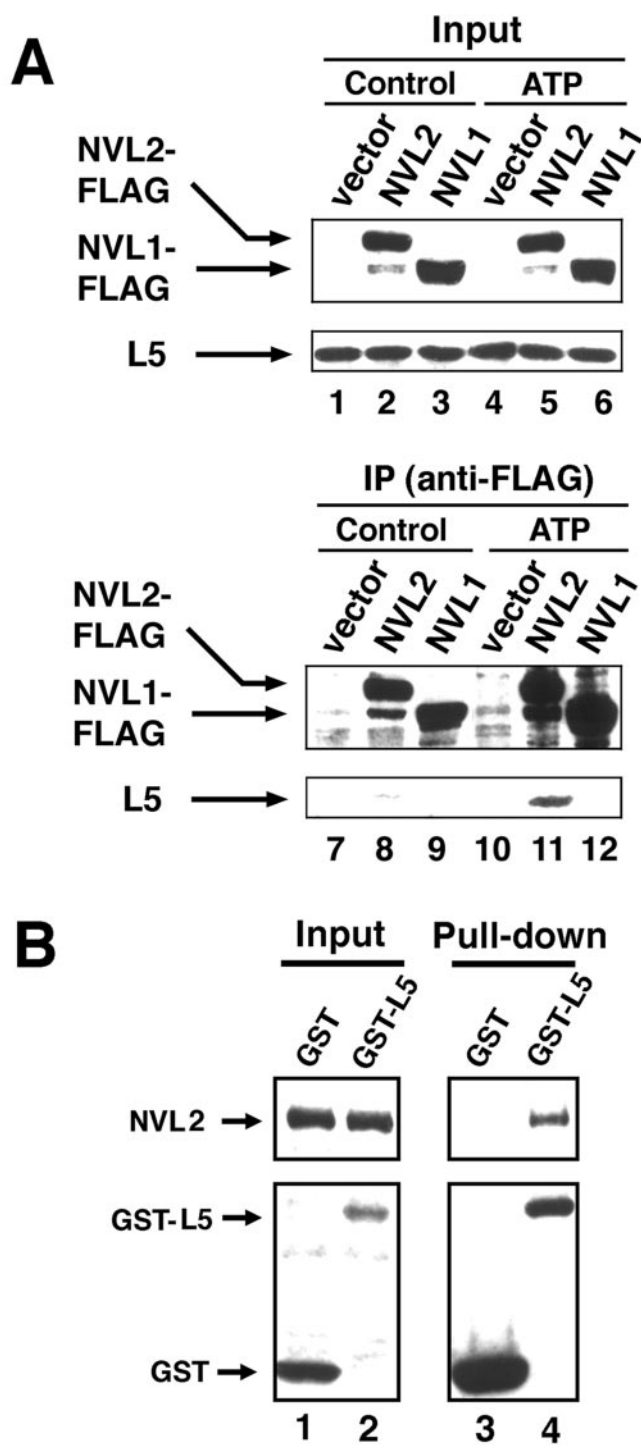 A
Input
Control ATP
vector NVL2 NVL1 vector NVL2 NVL1
NVL2-
FLAG
NVL1-
FLAG
L5
1 2 3 4 5 6
IP (anti-FLAG)
Control ATP
vector NVL2 NVL1 vector NVL2 NVL1
NVL2-
FLAG
NVL1-
FLAG
L5
7 8 9 10 11 12
B
Input Pull-down
GST GST-L5 GST GST-L5
NVL2
GST-L5
GST
1 2 3 4